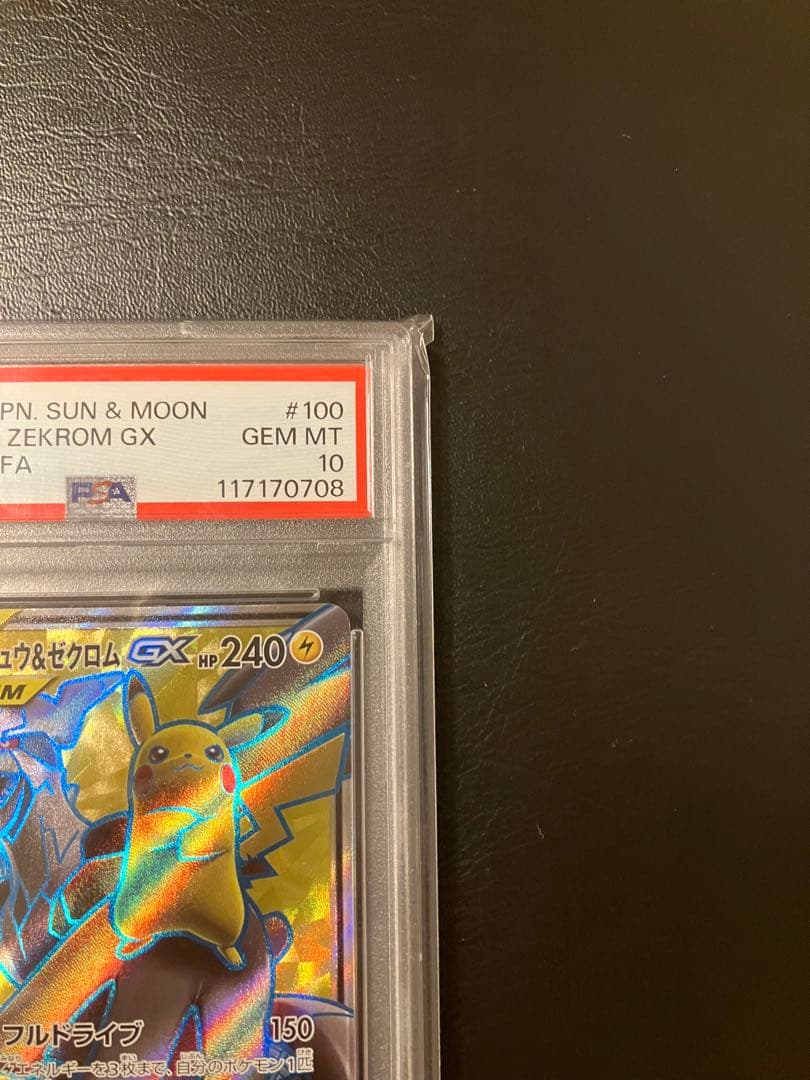 PN. SUN & MOON #100
ZEKROM GX GEM MT
FA 10
PSA 117170708
ュウ&ゼクロム GX HP 240
M
フルドライブ 150
エネルギーを3枚まで、自分のポケモン1匹